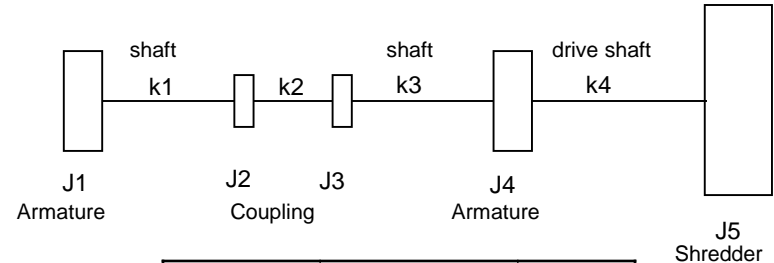 shaft shaft drive shaft
k1 k2 k3 k4
J1 J2 J3 J4
Armature Coupling Armature
J5
Shredder